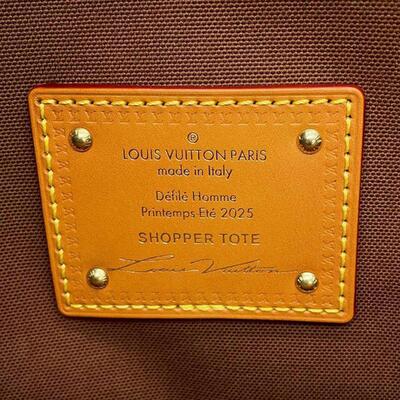 ®
LOUIS VUITTON PARIS
made in Italy
Défilé Homme
Printemps Eté 2025
SHOPPER TOTE
Louis Vuitton